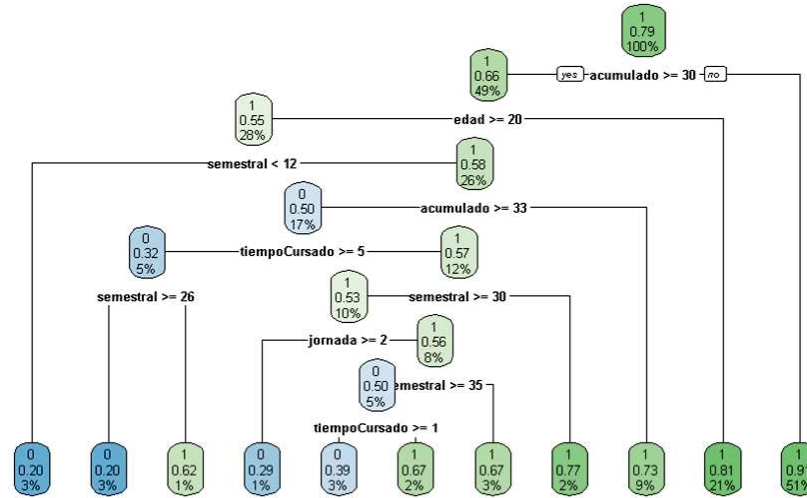 1
0.79
100%
1
0.66
49%
yes acumulado >= 30 no
1
0.55
28%
edad >= 20
semestral < 12
1
0.58
26%
0
0.50
17%
acumulado >= 33
0
0.32
5%
tiempoCursado >= 5
1
0.57
12%
semestral >= 26
1
0.53
10%
semestral >= 30
jornada >= 2
1
0.56
8%
0
0.50
5%
emestral >= 35
tiempoCursado >= 1
0 0 1 0 0 1 1 1 1 1 1
0.20 0.20 0.62 0.29 0.39 0.67 0.67 0.77 0.73 0.81 0.91
3% 3% 1% 1% 3% 2% 3% 2% 9% 21% 51%